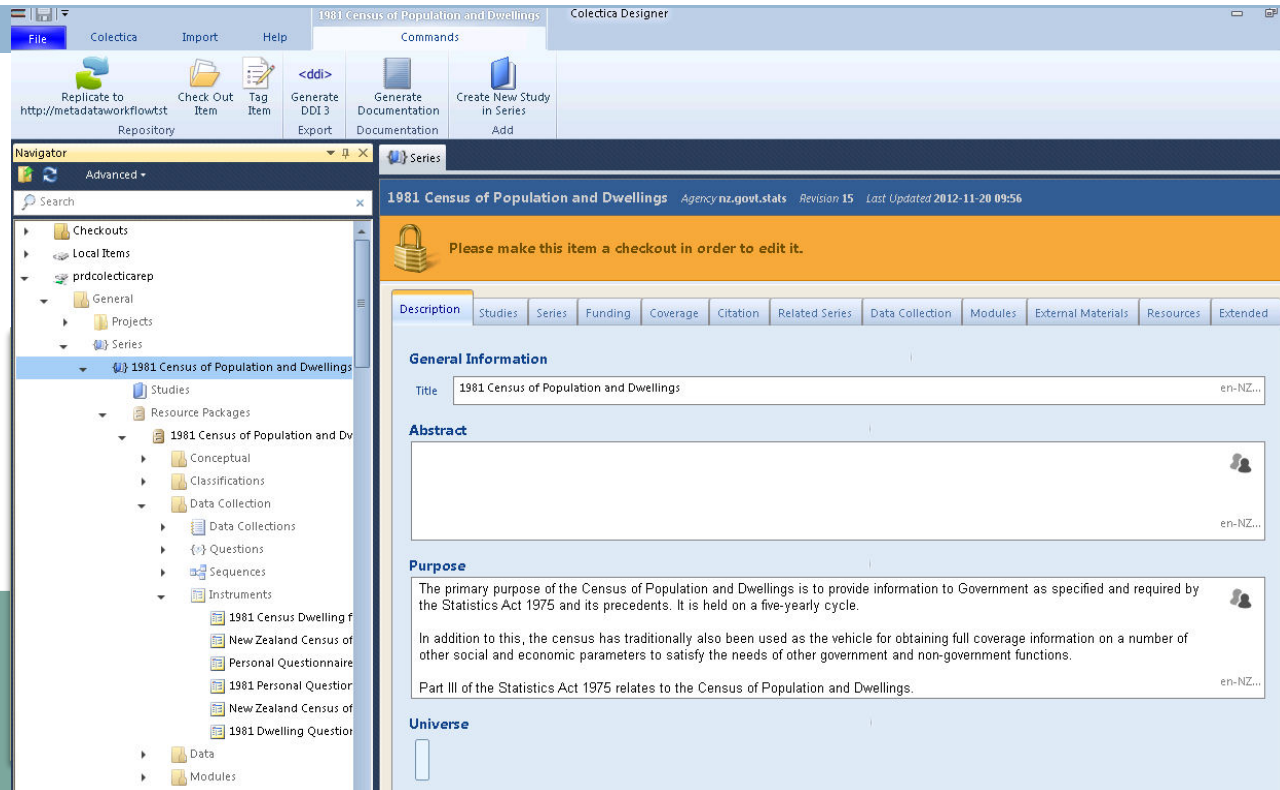 1981 Census of Population and Dwellings
Colectica Designer
File
Colectica
Import
Help
Commands
Replicate to
http://metadataworkflowtst
Check Out
Item
Tag
Item
Repository
<ddi>
Generate
DDI 3
Export
Generate
Documentation
Documentation
Create New Study
in Series
Add
Navigator
Advanced
Search
Checkouts
Local Items
prdcolecticarep
General
Projects
Series
1981 Census of Population and Dwellings
Studies
Resource Packages
1981 Census of Population and Dw
Conceptual
Classifications
Data Collection
Data Collections
Questions
Sequences
Instruments
1981 Census Dwelling f
New Zealand Census of
Personal Questionnaire
1981 Personal Question
New Zealand Census of
1981 Dwelling Question
Data
Modules
Series
1981 Census of Population and Dwellings Agency nz.govt.stats Revision 15 Last Updated 2012-11-20 09:56
Please make this item a checkout in order to edit it.
Description Studies Series Funding Coverage Citation Related Series Data Collection Modules External Materials Resources Extended
General Information
Title 1981 Census of Population and Dwellings en-NZ...
Abstract
en-NZ...
Purpose
The primary purpose of the Census of Population and Dwellings is to provide information to Government as specified and required by
the Statistics Act 1975 and its precedents. It is held on a five-yearly cycle.
In addition to this, the census has traditionally also been used as the vehicle for obtaining full coverage information on a number of
other social and economic parameters to satisfy the needs of other government and non-government functions.
Part III of the Statistics Act 1975 relates to the Census of Population and Dwellings.
en-NZ...
Universe